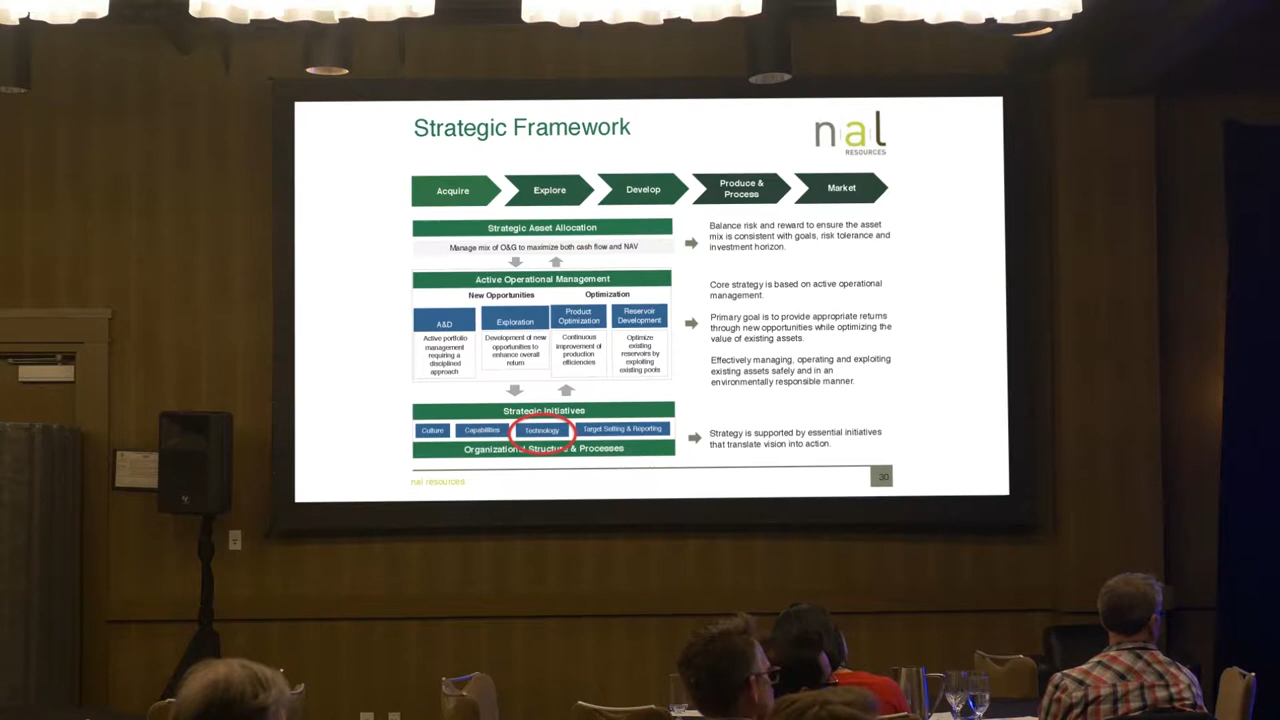 Strategic Framework
nal
RESOURCES
Acquire
Explore
Develop
Produce &
Process
Market
Strategic Asset Allocation
Manage mix of O&G to maximize both cash flow and NAV
Balance risk and reward to ensure the asset
mix is consistent with goals, risk tolerance and
investment horizon.
Active Operational Management
New Opportunities
Optimization
A&D
Active portfolio
management
requiring a
disciplined
approach
Exploration
Development of new
opportunities to
enhance overall
return
Product
Optimization
Continuous
improvement of
production
efficiencies
Reservoir
Development
Optimize
existing
reservoirs by
exploiting
existing pools
Core strategy is based on active operational
management.
Primary goal is to provide appropriate returns
through new opportunities while optimizing the
value of existing assets.
Effectively managing, operating and exploiting
existing assets safely and in an
environmentally responsible manner.
Strategic Initiatives
Culture
Capabilities
Technology
Target Setting & Reporting
Organizational Structure & Processes
Strategy is supported by essential initiatives
that translate vision into action.
nal resources
30